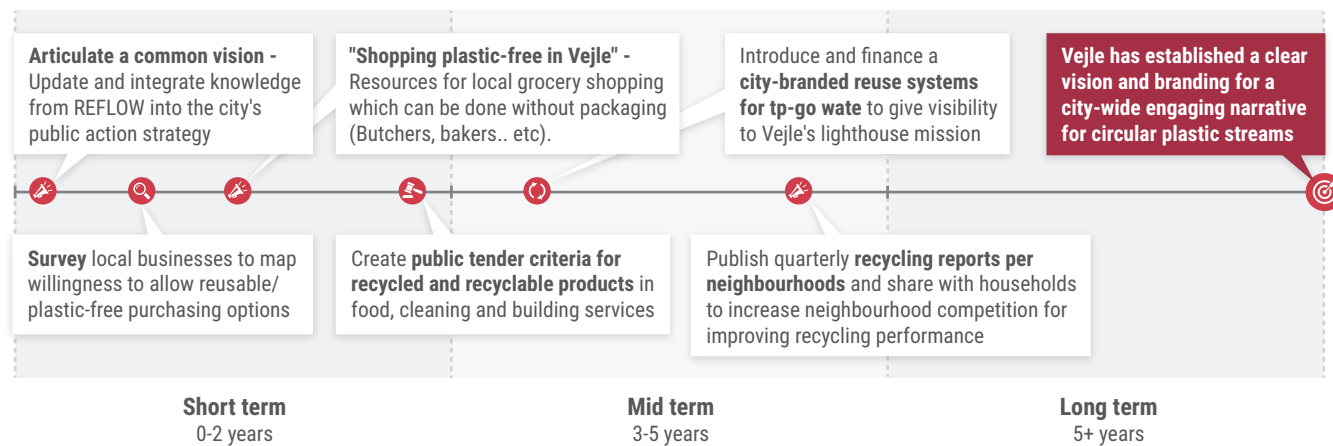 Articulate a common vision -
Update and integrate knowledge
from REFLOW into the city's
public action strategy
"Shopping plastic-free in Vejle" -
Resources for local grocery shopping
which can be done without packaging
(Butchers, bakers.. etc).
Introduce and finance a
city-branded reuse systems
for tp-go wate to give visibility
to Vejle's lighthouse mission
Vejle has established a clear
vision and branding for a
city-wide engaging narrative
for circular plastic streams
Survey local businesses to map
willingness to allow reusable/
plastic-free purchasing options
Create public tender criteria for
recycled and recyclable products in
food, cleaning and building services
Publish quarterly recycling reports per
neighbourhoods and share with households
to increase neighbourhood competition for
improving recycling performance
Short term
0-2 years
Mid term
3-5 years
Long term
5+ years